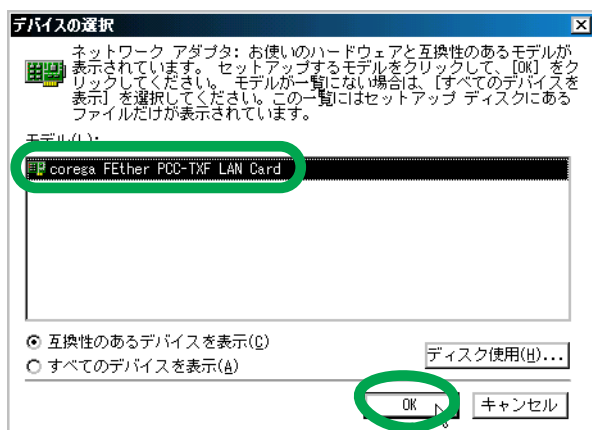 デバイスの選択
ネットワーク アダプタ: お使いのハードウェアと互換性のあるモデルが
表示されています。 セットアップするモデルをクリックして、[OK] をク
リックしてください。 モデルが一覧にない場合は、[すべてのデバイスを
表示] を選択してください。この一覧にはセットアップ ディスクにある
ファイルだけが表示されています。
モデル(L):
corega FEther PCC-TXF LAN Card
互換性のあるデバイスを表示(C)
すべてのデバイスを表示(A)
ディスク使用(H)...
OK
キャンセル